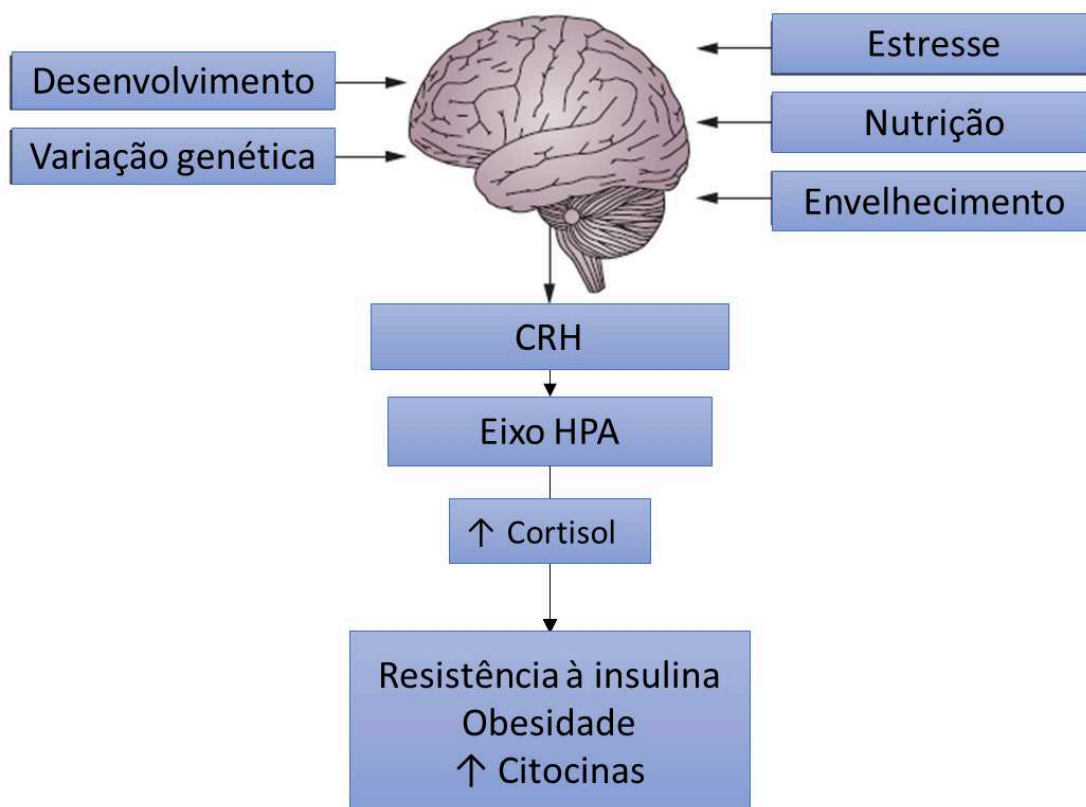 Desenvolvimento
Variação genética
Estresse
Nutrição
Envelhecimento
CRH
Eixo HPA
↑ Cortisol
Resistência à insulina
Obesidade
↑ Citocinas